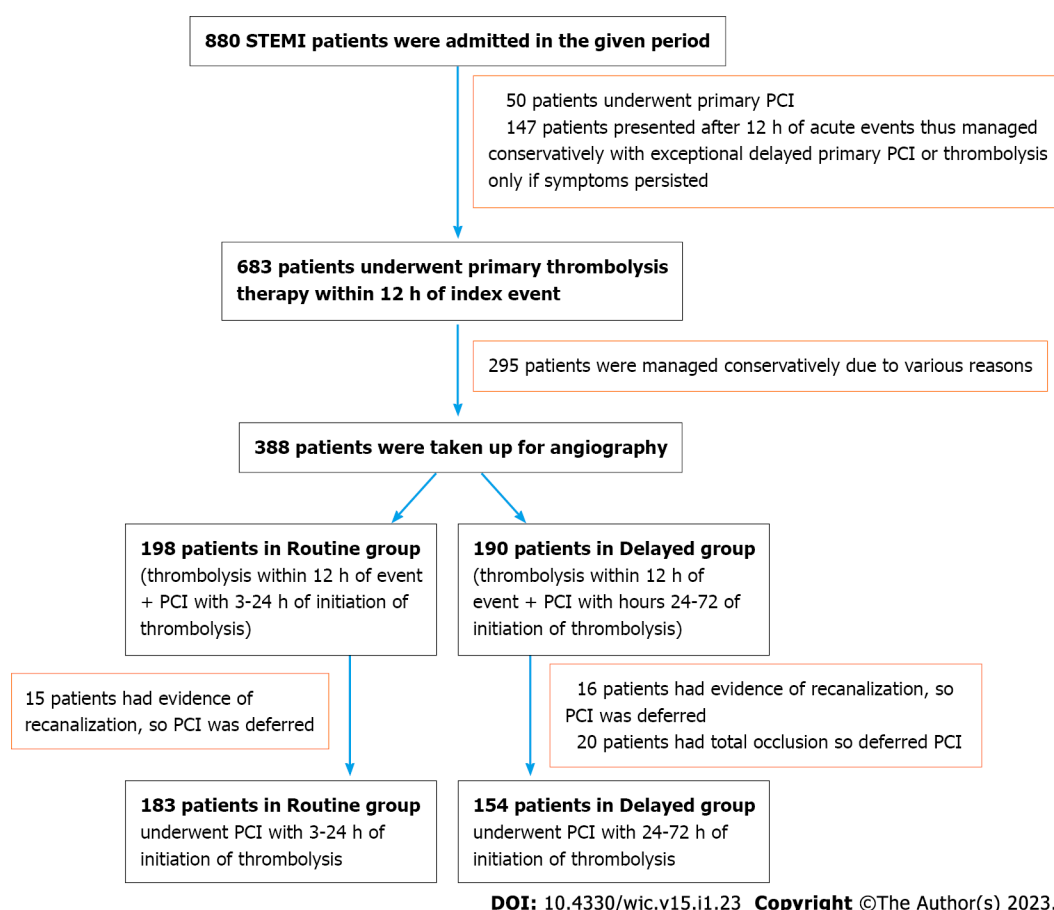 880 STEMI patients were admitted in the given period
50 patients underwent primary PCI
147 patients presented after 12 h of acute events thus managed
conservatively with exceptional delayed primary PCI or thrombolysis
only if symptoms persisted
683 patients underwent primary thrombolysis
therapy within 12 h of index event
295 patients were managed conservatively due to various reasons
388 patients were taken up for angiography
198 patients in Routine group
(thrombolysis within 12 h of event
+ PCI with 3-24 h of initiation of
thrombolysis)
190 patients in Delayed group
(thrombolysis within 12 h of
event + PCI with hours 24-72 of
initiation of thrombolysis)
15 patients had evidence of
recanalization, so PCI was deferred
16 patients had evidence of recanalization, so
PCI was deferred
20 patients had total occlusion so deferred PCI
183 patients in Routine group
underwent PCI with 3-24 h of
initiation of thrombolysis
154 patients in Delayed group
underwent PCI with 24-72 h of
initiation of thrombolysis
DOI: 10.4330/wjc.v15.i1.23 Copyright ©The Author(s) 2023.